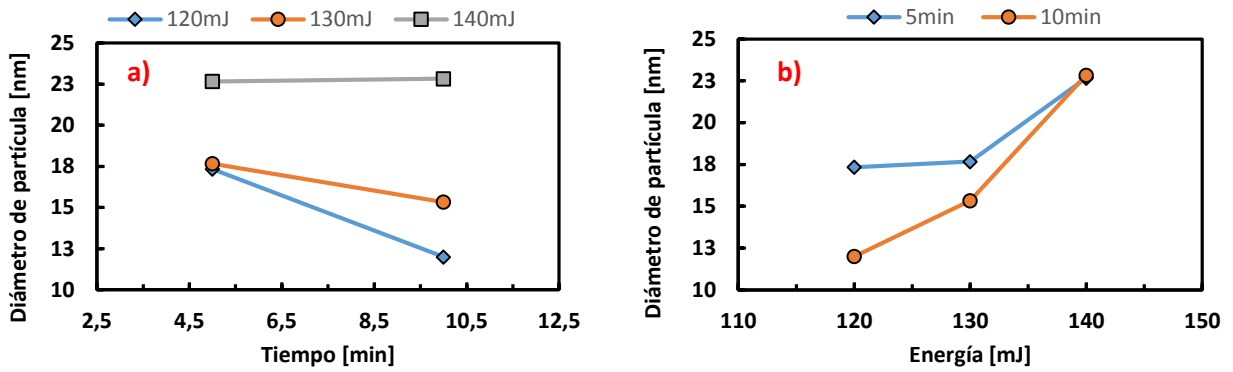 120mJ 130mJ 140mJ
a)
Diámetro de partícula [nm]
25
23
20
18
15
13
10
2,5 4,5 6,5 8,5 10,5 12,5
Tiempo [min]
5min 10min
b)
Diámetro de partícula [nm]
25
23
20
18
15
13
10
110 120 130 140 150
Energía [mJ]